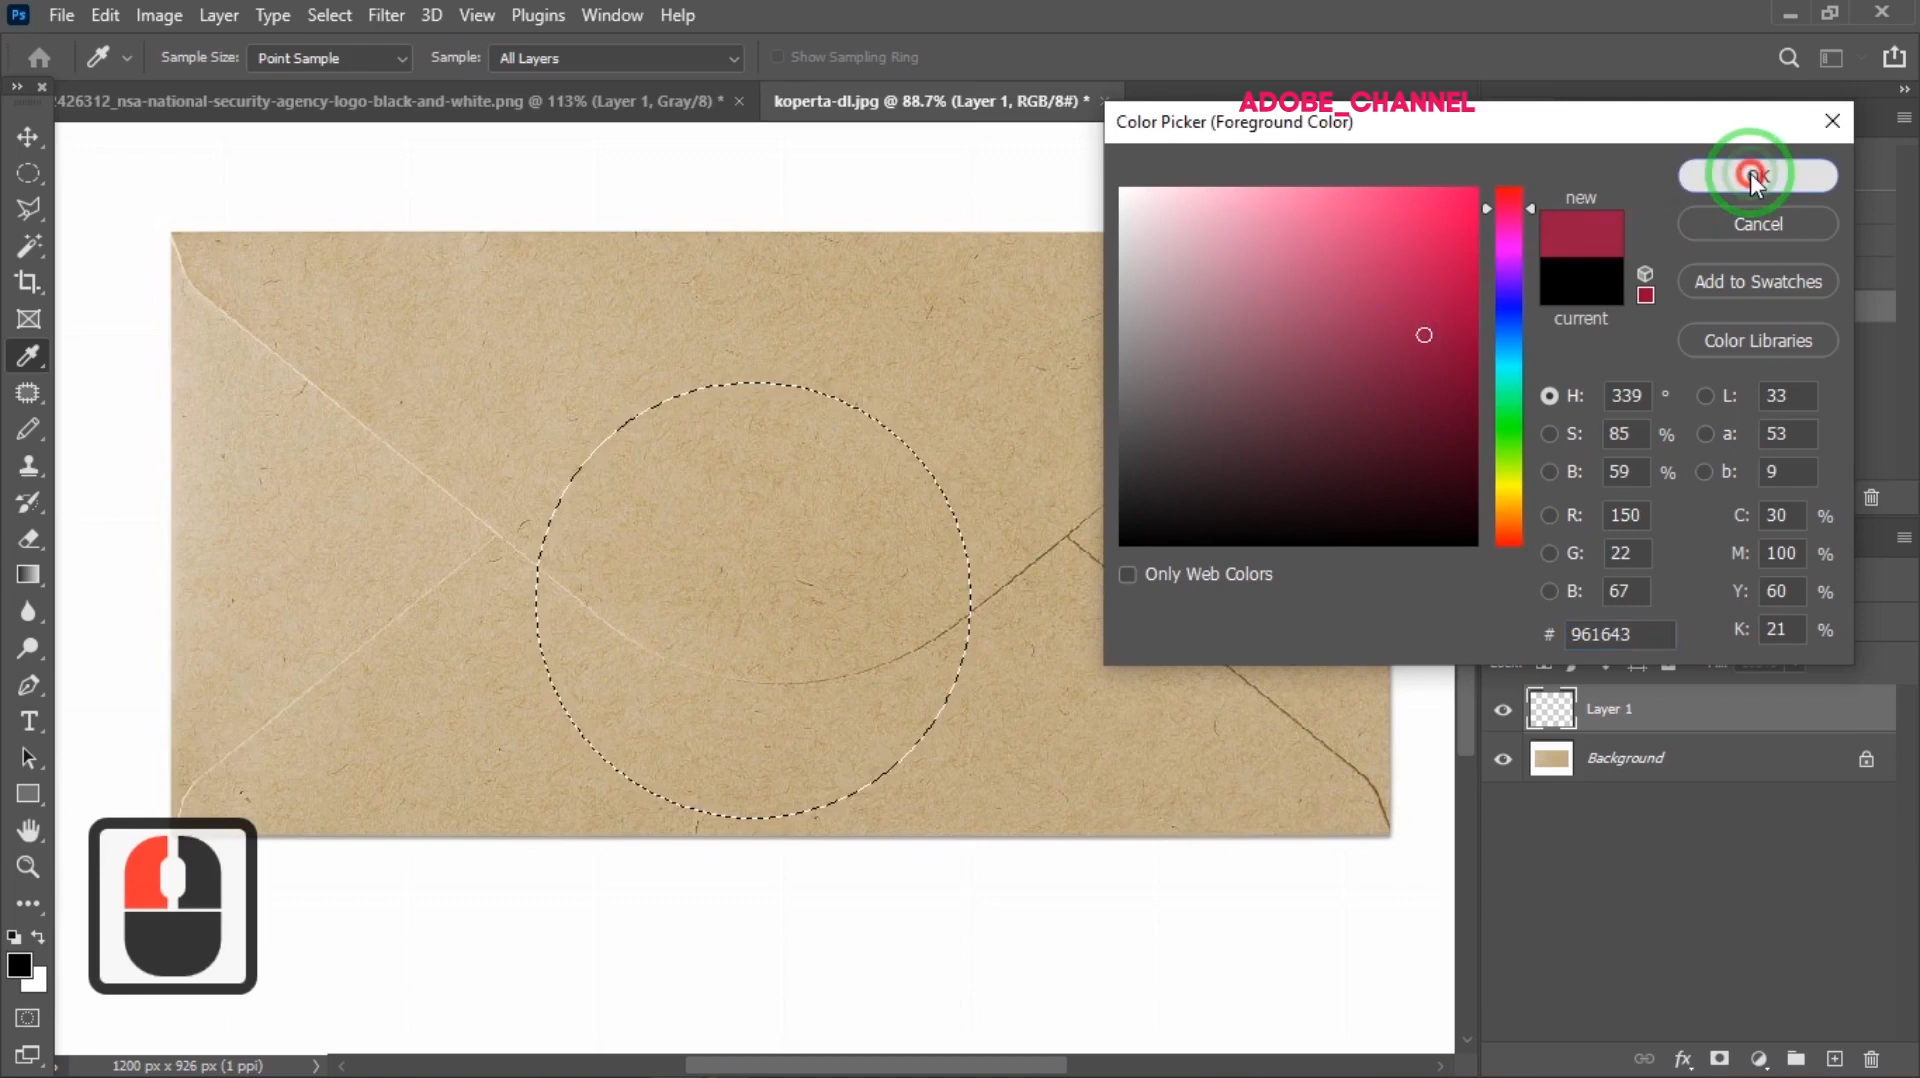 Ps File Edit Image Layer Type Select Filter 3D View Plugins Window Help
Sample Size: Point Sample Sample: All Layers Show Sampling Ring
2426312_nsa-national-security-agency-logo-black-and-white.png @ 113% (Layer 1, Gray/8) * koperta-dl.jpg @ 88.7% (Layer 1, RGB/8#) *
ADOBE_CHANNEL
Color Picker (Foreground Color)
OK
new
Cancel
Add to Swatches
current
Color Libraries
H: 339 ° L: 33
S: 85 % a: 53
B: 59 % b: 9
R: 150 C: 30 %
G: 22 M: 100 %
Only Web Colors
B: 67 Y: 60 %
# 961643 K: 21 %
Layer 1
Background
T
fx
1200 px x 926 px (1 ppi)